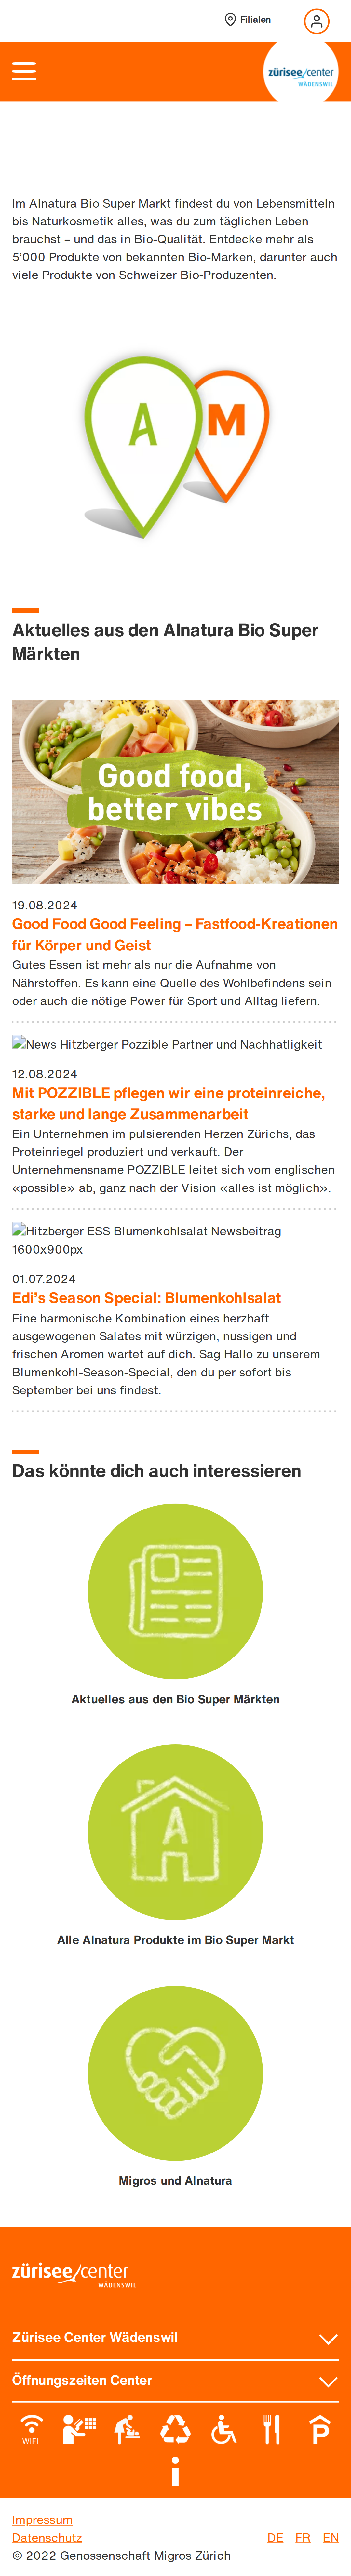 Filialen
zürisee/center
WÄDENSWIL
Im Alnatura Bio Super Markt findest du von Lebensmitteln
bis Naturkosmetik alles, was du zum täglichen Leben
brauchst – und das in Bio-Qualität. Entdecke mehr als
5’000 Produkte von bekannten Bio-Marken, darunter auch
viele Produkte von Schweizer Bio-Produzenten.
A M
Aktuelles aus den Alnatura Bio Super
Märkten
Good food,
better vibes
19.08.2024
Good Food Good Feeling – Fastfood-Kreationen
für Körper und Geist
Gutes Essen ist mehr als nur die Aufnahme von
Nährstoffen. Es kann eine Quelle des Wohlbefindens sein
oder auch die nötige Power für Sport und Alltag liefern.
News Hitzberger Pozzible Partner und Nachhatligkeit
12.08.2024
Mit POZZIBLE pflegen wir eine proteinreiche,
starke und lange Zusammenarbeit
Ein Unternehmen im pulsierenden Herzen Zürichs, das
Proteinriegel produziert und verkauft. Der
Unternehmensname POZZIBLE leitet sich vom englischen
«possible» ab, ganz nach der Vision «alles ist möglich».
Hitzberger ESS Blumenkohlsalat Newsbeitrag
1600x900px
01.07.2024
Edi’s Season Special: Blumenkohlsalat
Eine harmonische Kombination eines herzhaft
ausgewogenen Salates mit würzigen, nussigen und
frischen Aromen wartet auf dich. Sag Hallo zu unserem
Blumenkohl-Season-Special, den du per sofort bis
September bei uns findest.
Das könnte dich auch interessieren
Aktuelles aus den Bio Super Märkten
A
Alle Alnatura Produkte im Bio Super Markt
Migros und Alnatura
zürisee/center
WÄDENSWIL
Zürisee Center Wädenswil
Öffnungszeiten Center
WIFI
P
i
Impressum
Datenschutz DE FR EN
© 2022 Genossenschaft Migros Zürich